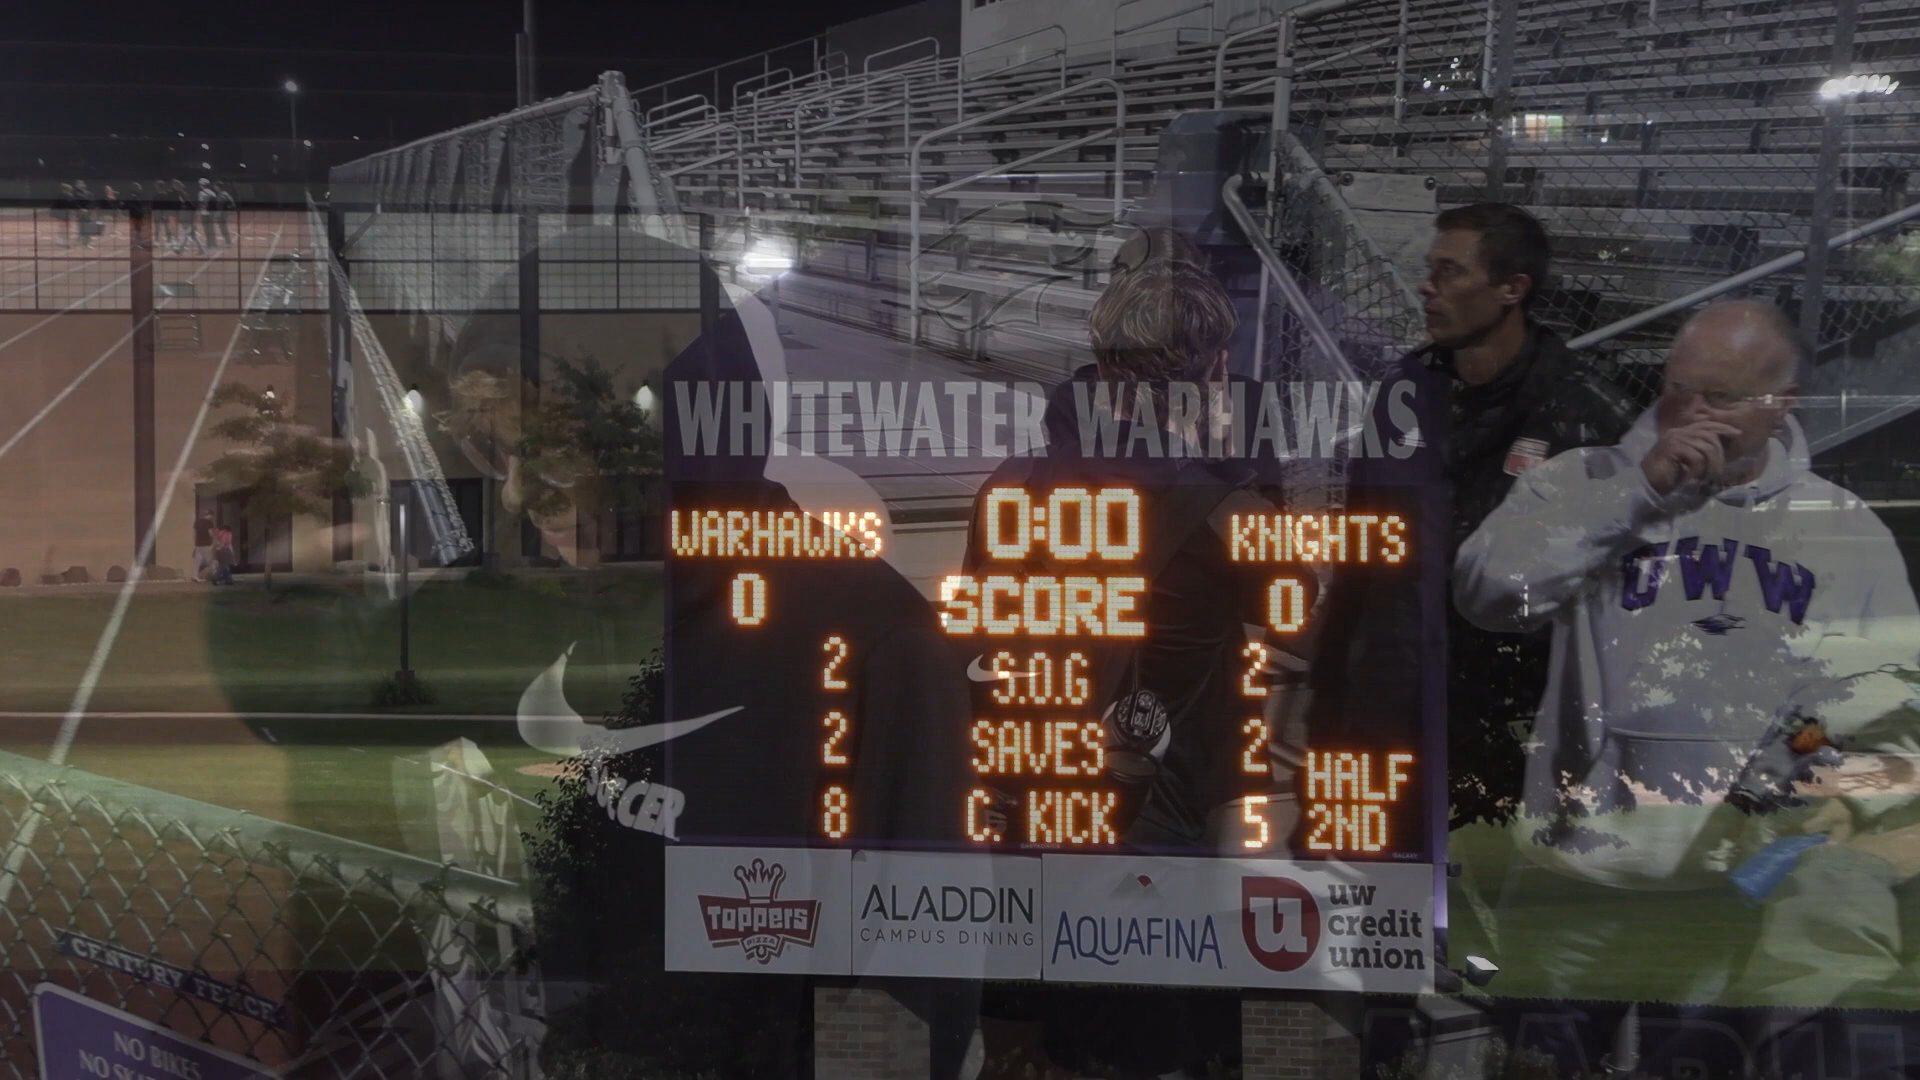 WHITEWATER WARHAWKS
WARHAWKS 0:00 KNIGHTS
0 SCORE 0
2 S.O.G 2
2 SAVES 2
8 C. KICK 5
HALF
2ND
UWW
SOCCER
TOPPERS
PIZZA
ALADDIN
CAMPUS DINING
AQUAFINA
uw
credit
union
CENTURY FENCE
NO BIKES